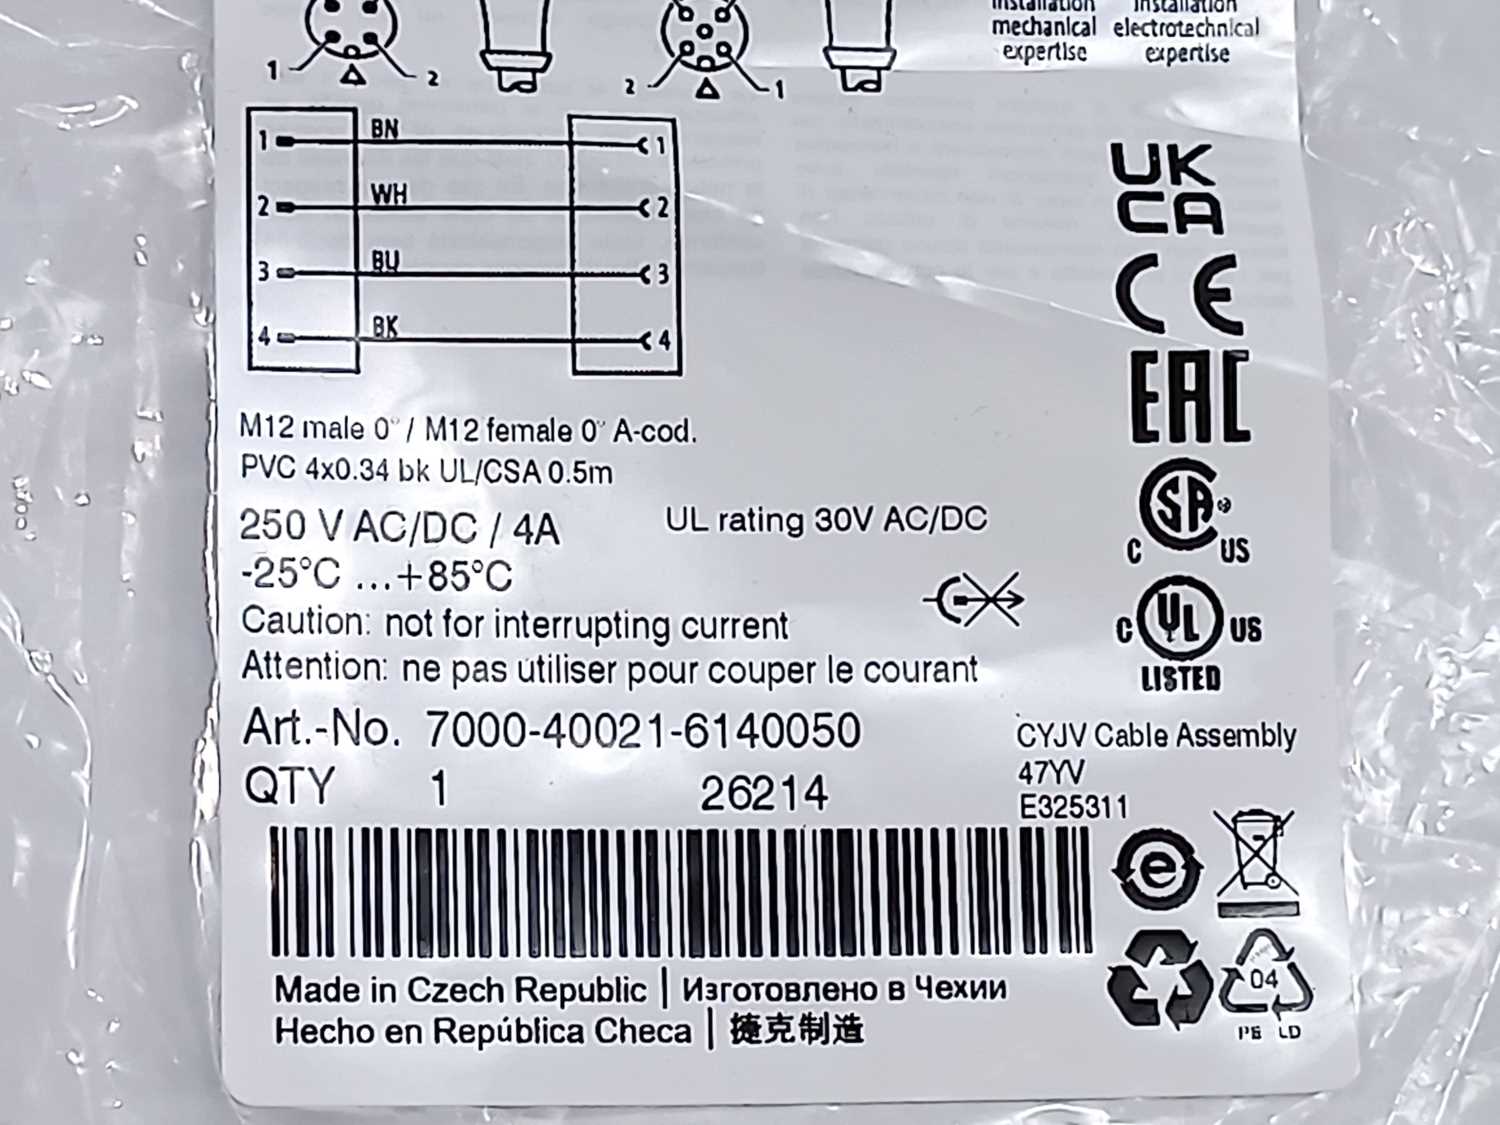 installation installation
mechanical electrotechnical
expertise expertise
1 2 2 1
1 BN 1
2 WH 2
3 BU 3
4 BK 4
M12 male 0° / M12 female 0° A-cod.
PVC 4x0.34 bk UL/CSA 0.5m
250 V AC/DC / 4A UL rating 30V AC/DC
-25°C ...+85°C
Caution: not for interrupting current
Attention: ne pas utiliser pour couper le courant
Art.-No. 7000-40021-6140050
QTY 1 26214
CYJV Cable Assembly
47YV
E325311
Made in Czech Republic | Изготовлено в Чехии
Hecho en República Checa | 捷克制造
UK
CA
CE
EAC
SA
C US
C UL US
LISTED
e
04
PE LD